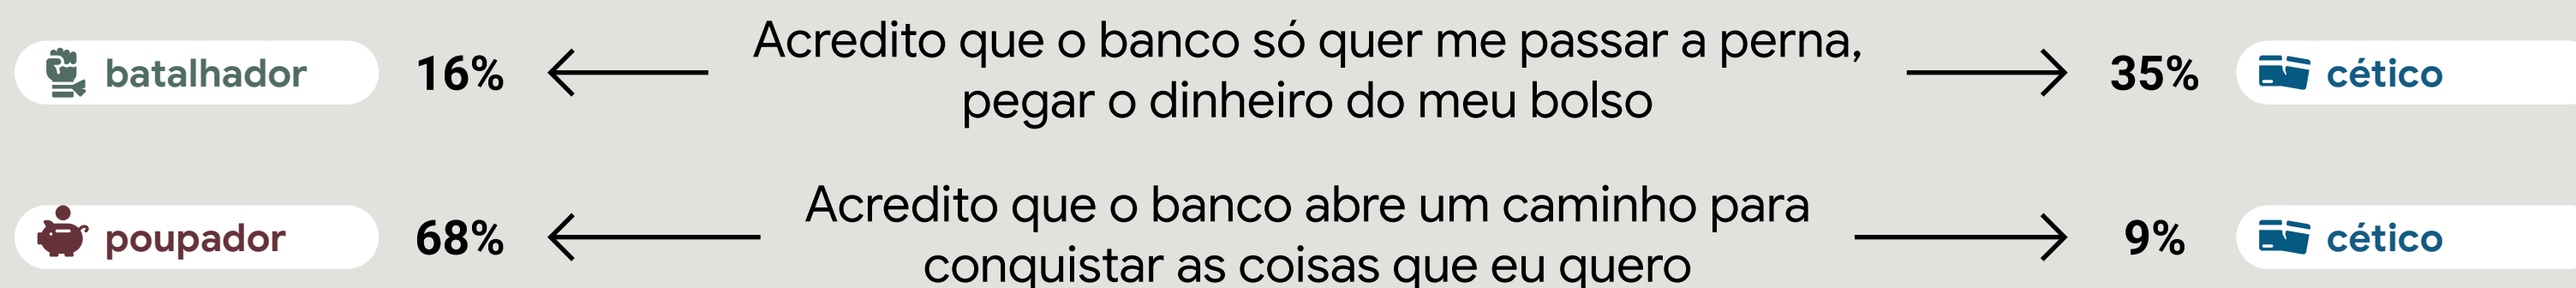 batalhador 16% Acredito que o banco só quer me passar a perna,
pegar o dinheiro do meu bolso 35% cético
poupador 68% Acredito que o banco abre um caminho para
conquistar as coisas que eu quero 9% cético